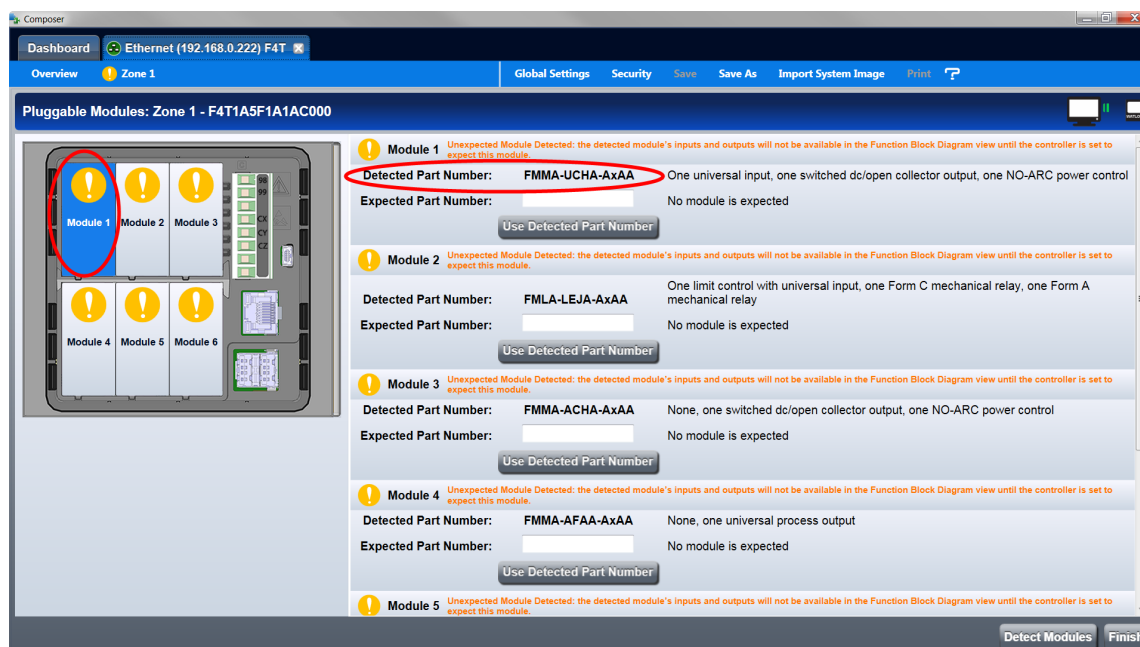 Composer
Dashboard
Ethernet (192.168.0.222) F4T
Overview
Zone 1
Global Settings
Security
Save
Save As
Import System Image
Print
Pluggable Modules: Zone 1 - F4T1A5F1A1AC000
Module 1
Module 2
Module 3
98
99
CX
CY
CZ
Module 4
Module 5
Module 6
Module 1 Unexpected Module Detected: the detected module's inputs and outputs will not be available in the Function Block Diagram view until the controller is set to
expect this module.
Detected Part Number: FMMA-UCHA-AxAA One universal input, one switched dc/open collector output, one NO-ARC power control
Expected Part Number: No module is expected
Use Detected Part Number
Module 2 Unexpected Module Detected: the detected module's inputs and outputs will not be available in the Function Block Diagram view until the controller is set to
expect this module.
Detected Part Number: FMLA-LEJA-AxAA One limit control with universal input, one Form C mechanical relay, one Form A
mechanical relay
Expected Part Number: No module is expected
Use Detected Part Number
Module 3 Unexpected Module Detected: the detected module's inputs and outputs will not be available in the Function Block Diagram view until the controller is set to
expect this module.
Detected Part Number: FMMA-ACHA-AxAA None, one switched dc/open collector output, one NO-ARC power control
Expected Part Number: No module is expected
Use Detected Part Number
Module 4 Unexpected Module Detected: the detected module's inputs and outputs will not be available in the Function Block Diagram view until the controller is set to
expect this module.
Detected Part Number: FMMA-AFAA-AxAA None, one universal process output
Expected Part Number: No module is expected
Use Detected Part Number
Module 5 Unexpected Module Detected: the detected module's inputs and outputs will not be available in the Function Block Diagram view until the controller is set to
expect this module.
Detect Modules
Finish